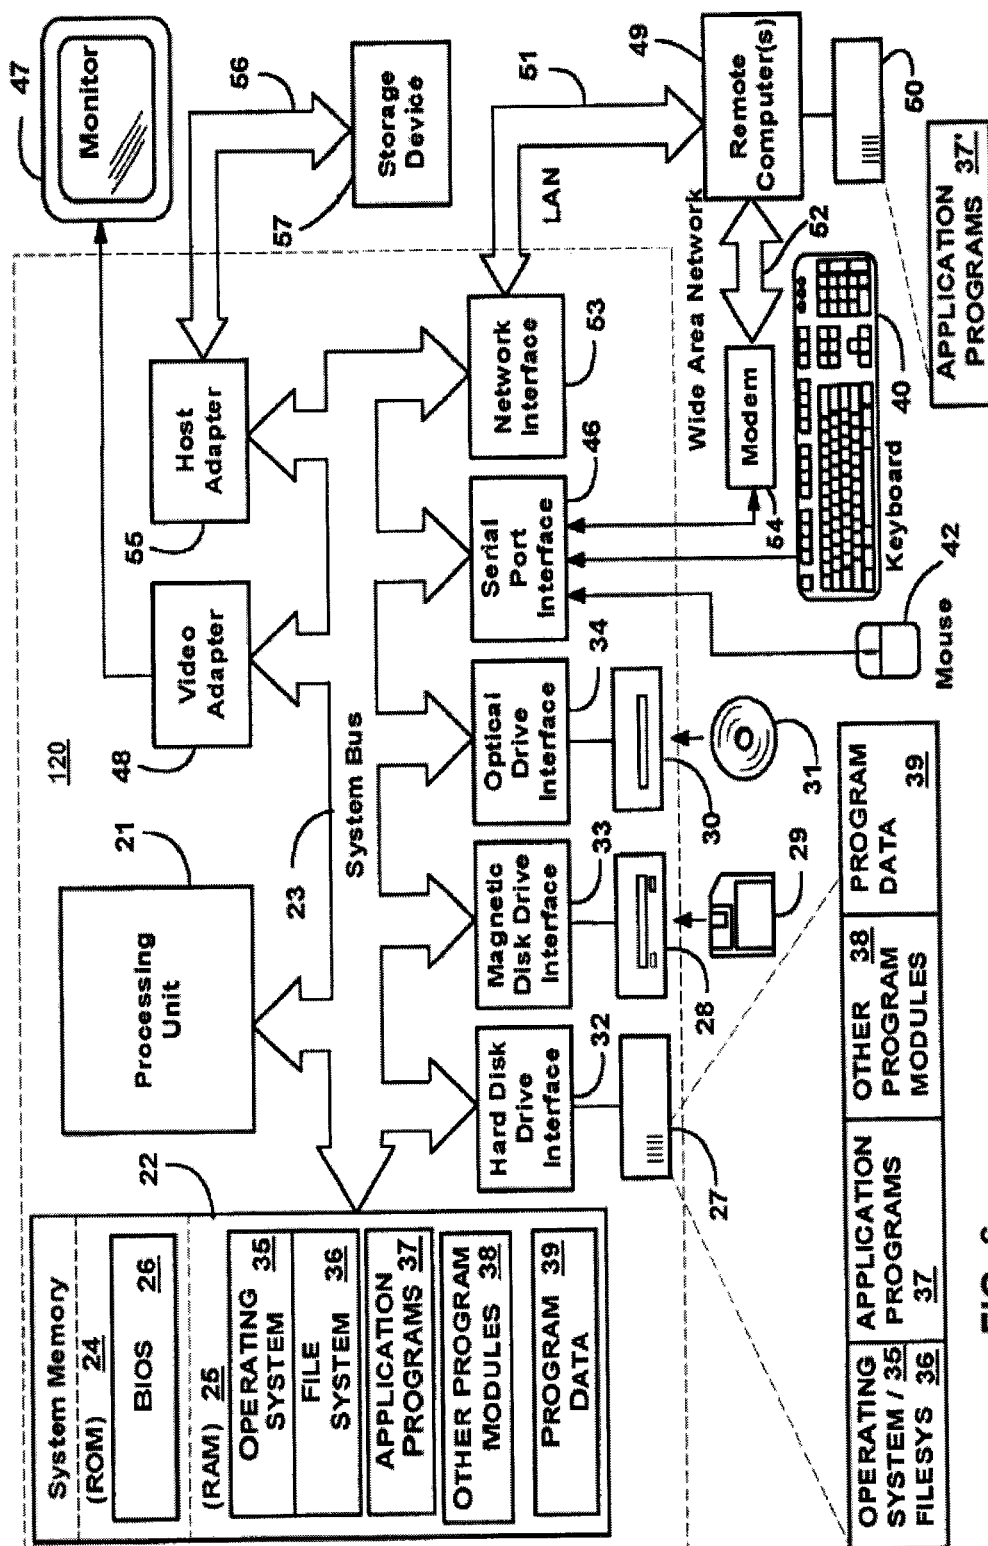 System Memory
(ROM) 24
BIOS 26
(RAM) 25
OPERATING
SYSTEM 35
FILE
SYSTEM 36
APPLICATION
PROGRAMS 37
OTHER PROGRAM
MODULES 38
PROGRAM 39
DATA
22
Processing
Unit
21
120
23
System Bus
Video
Adapter
48
Host
Adapter
55
47
Monitor
56
Storage
Device
57
Hard Disk
Drive
Interface
32
Magnetic
Disk Drive
Interface
33
Optical
Drive
Interface
34
Serial
Port
Interface
46
Network
Interface
53
LAN
51
27
28
29
30
31
Mouse
42
Keyboard
40
Modem
54
Wide Area Network
52
Remote
Computer(s)
49
50
APPLICATION
PROGRAMS 37'
OPERATING
SYSTEM / 35
FILESYS 36
APPLICATION
PROGRAMS
37
OTHER 38
PROGRAM
MODULES
PROGRAM
DATA
39